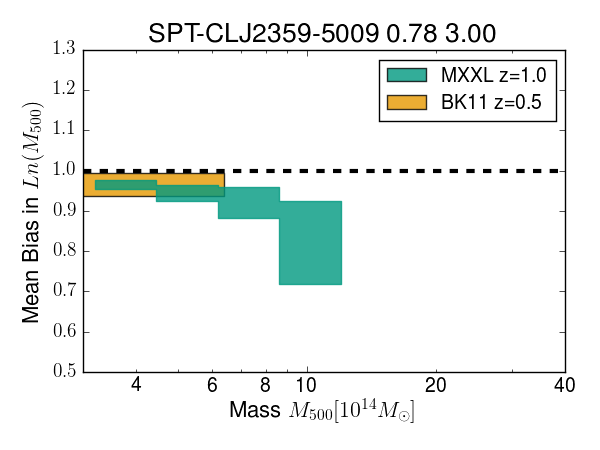 SPT-CLJ2359-5009 0.78 3.00
MXXL z=1.0
BK11 z=0.5
1.3
1.2
1.1
1.0
0.9
0.8
0.7
0.6
0.5
Mean Bias in Ln(M500)
4 6 8 10 20 40
Mass M500[10^14 M⊙]